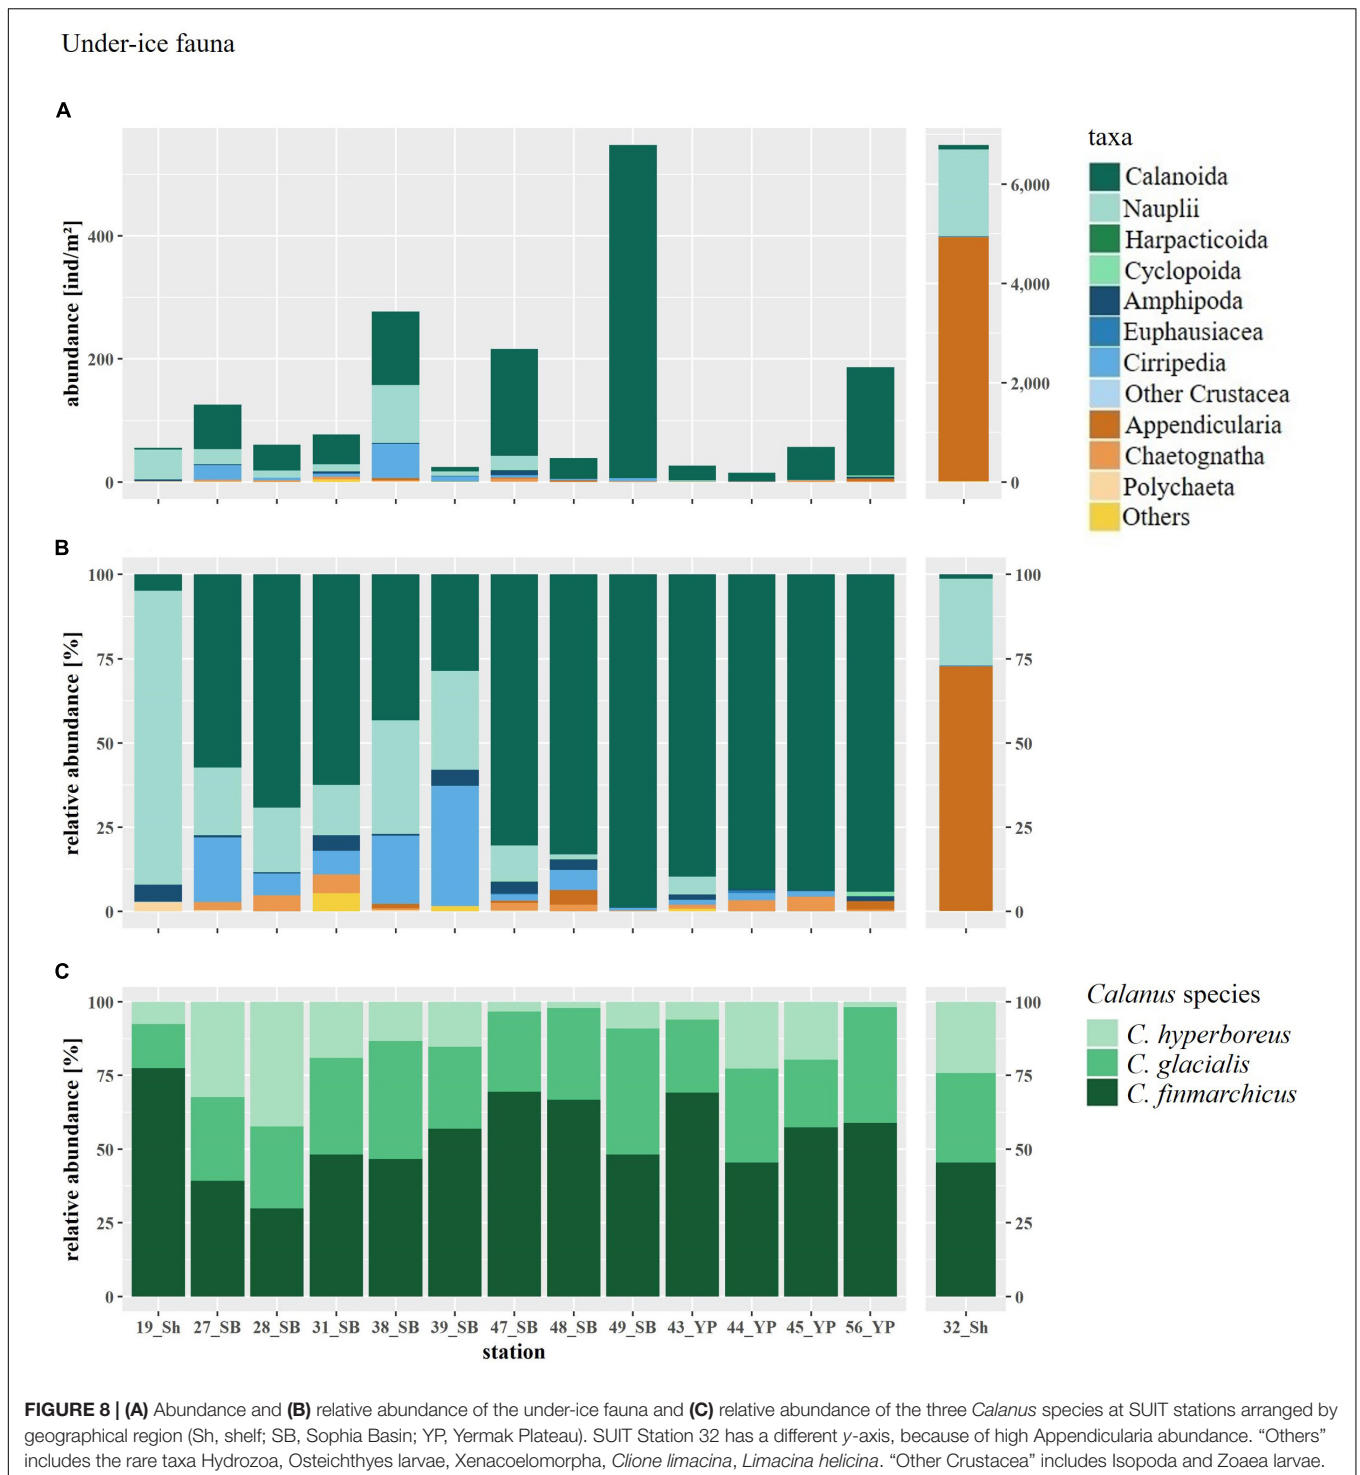 Under-ice fauna
A
abundance [ind/m²]
400
200
0
6,000
4,000
2,000
0
taxa
Calanoida
Nauplii
Harpacticoida
Cyclopoida
Amphipoda
Euphausiacea
Cirripedia
Other Crustacea
Appendicularia
Chaetognatha
Polychaeta
Others
B
relative abundance [%]
100
75
50
25
0
100
75
50
25
0
C
relative abundance [%]
100
75
50
25
0
100
75
50
25
0
Calanus species
C. hyperboreus
C. glacialis
C. finmarchicus
19_Sh 27_SB 28_SB 31_SB 38_SB 39_SB 47_SB 48_SB 49_SB 43_YP 44_YP 45_YP 56_YP 32_Sh
station
FIGURE 8 | (A) Abundance and (B) relative abundance of the under-ice fauna and (C) relative abundance of the three Calanus species at SUIT stations arranged by
geographical region (Sh, shelf; SB, Sophia Basin; YP, Yermak Plateau). SUIT Station 32 has a different y-axis, because of high Appendicularia abundance. “Others”
includes the rare taxa Hydrozoa, Osteichthyes larvae, Xenacoelomorpha, Clione limacina, Limacina helicina. “Other Crustacea” includes Isopoda and Zoaea larvae.